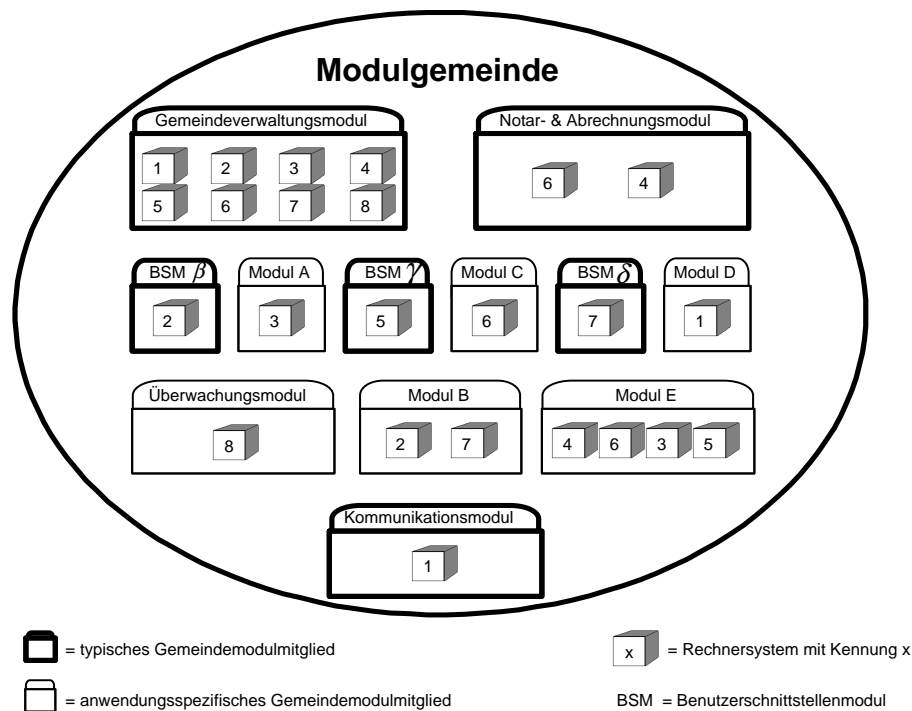 Modulgemeinde
Gemeindeverwaltungsmodul
Notar- & Abrechnungsmodul
1 2 3 4
5 6 7 8
6 4
BSM β
Modul A
BSM γ
Modul C
BSM δ
Modul D
2
3
5
6
7
1
Überwachungsmodul
Modul B
Modul E
8
2 7
4 6 3 5
Kommunikationsmodul
1
= typisches Gemeindemodulmitglied
x = Rechnersystem mit Kennung x
= anwendungsspezifisches Gemeindemodulmitglied
BSM = Benutzerschnittstellenmodul